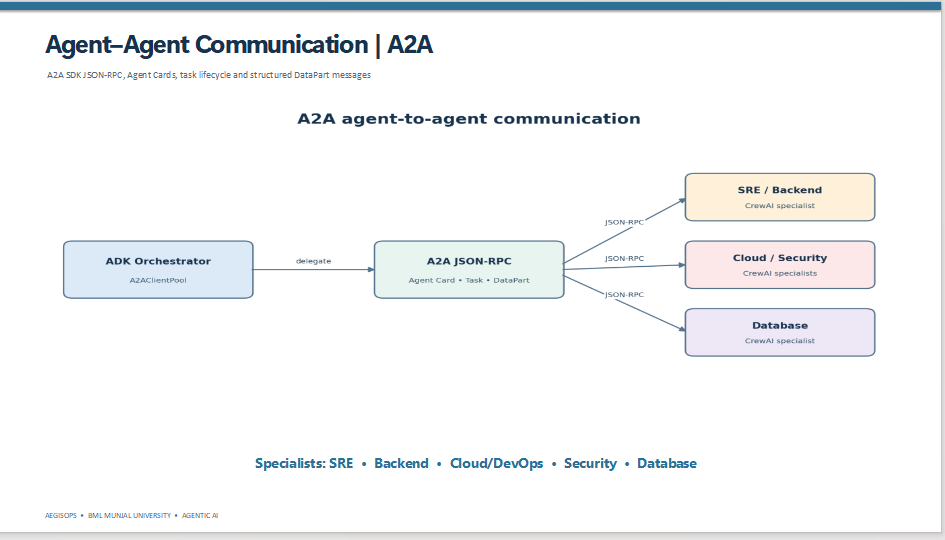 Agent–Agent Communication | A2A
A2A SDK JSON-RPC, Agent Cards, task lifecycle and structured DataPart messages
A2A agent-to-agent communication
ADK Orchestrator
A2AClientPool
delegate
A2A JSON-RPC
Agent Card • Task • DataPart
JSON-RPC
JSON-RPC
JSON-RPC
SRE / Backend
CrewAI specialist
Cloud / Security
CrewAI specialists
Database
CrewAI specialist
Specialists: SRE • Backend • Cloud/DevOps • Security • Database
AEGISOPS • BML MUNJAL UNIVERSITY • AGENTIC AI